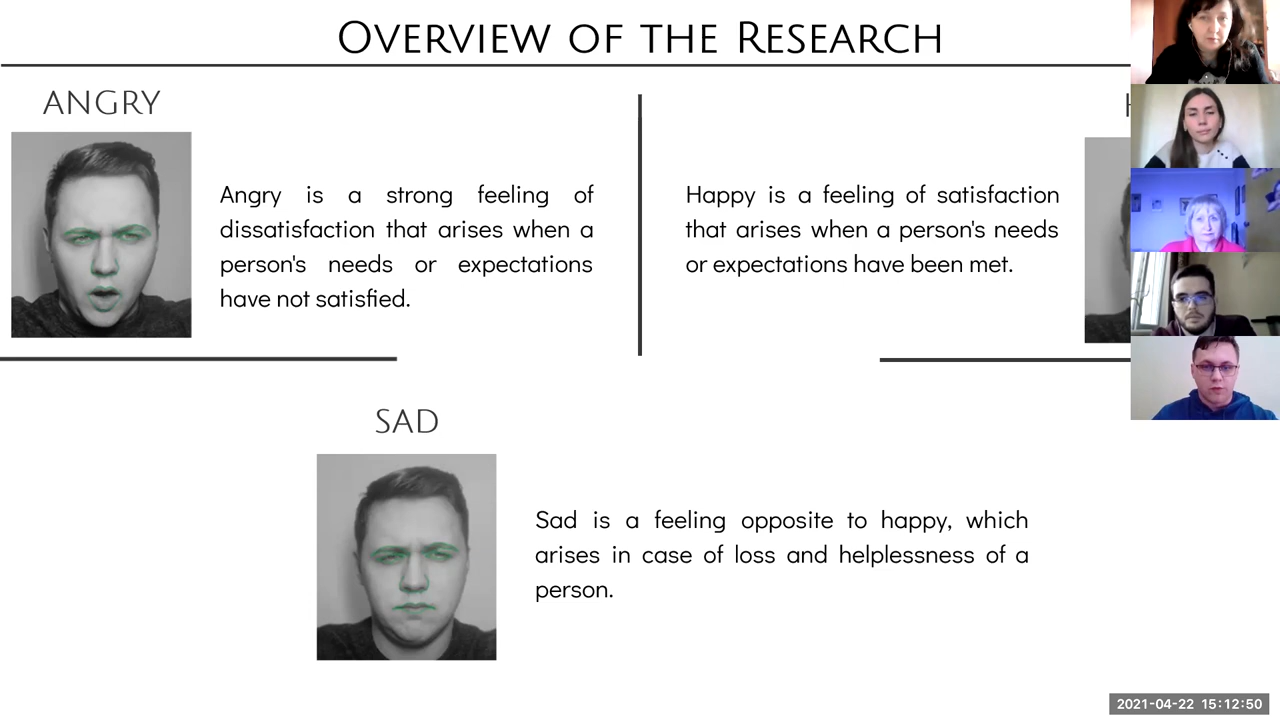 OVERVIEW OF THE RESEARCH
ANGRY
Angry is a strong feeling of
dissatisfaction that arises when a
person's needs or expectations
have not satisfied.
Happy is a feeling of satisfaction
that arises when a person's needs
or expectations have been met.
SAD
Sad is a feeling opposite to happy, which
arises in case of loss and helplessness of a
person.
2021-04-22 15:12:50